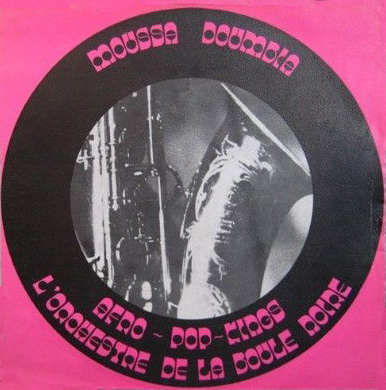 MOUSSA DOUMBIA
AFRO - POP - KINGS
L'ORCHESTRE DE LA BOULE NOIRE